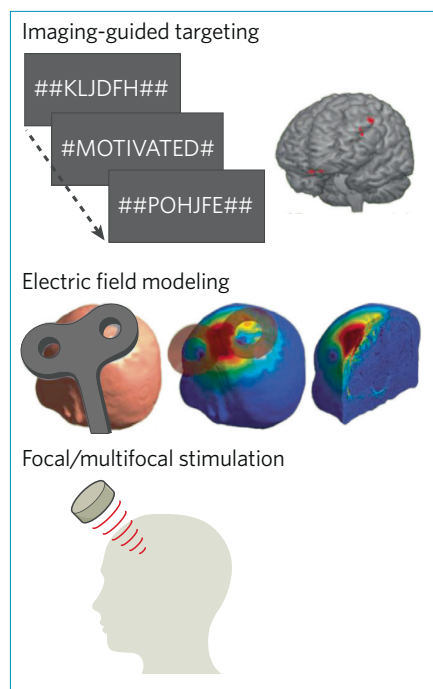 Imaging-guided targeting
##KLJDFH##
#MOTIVATED#
##POHJFE##
Electric field modeling
Focal/multifocal stimulation